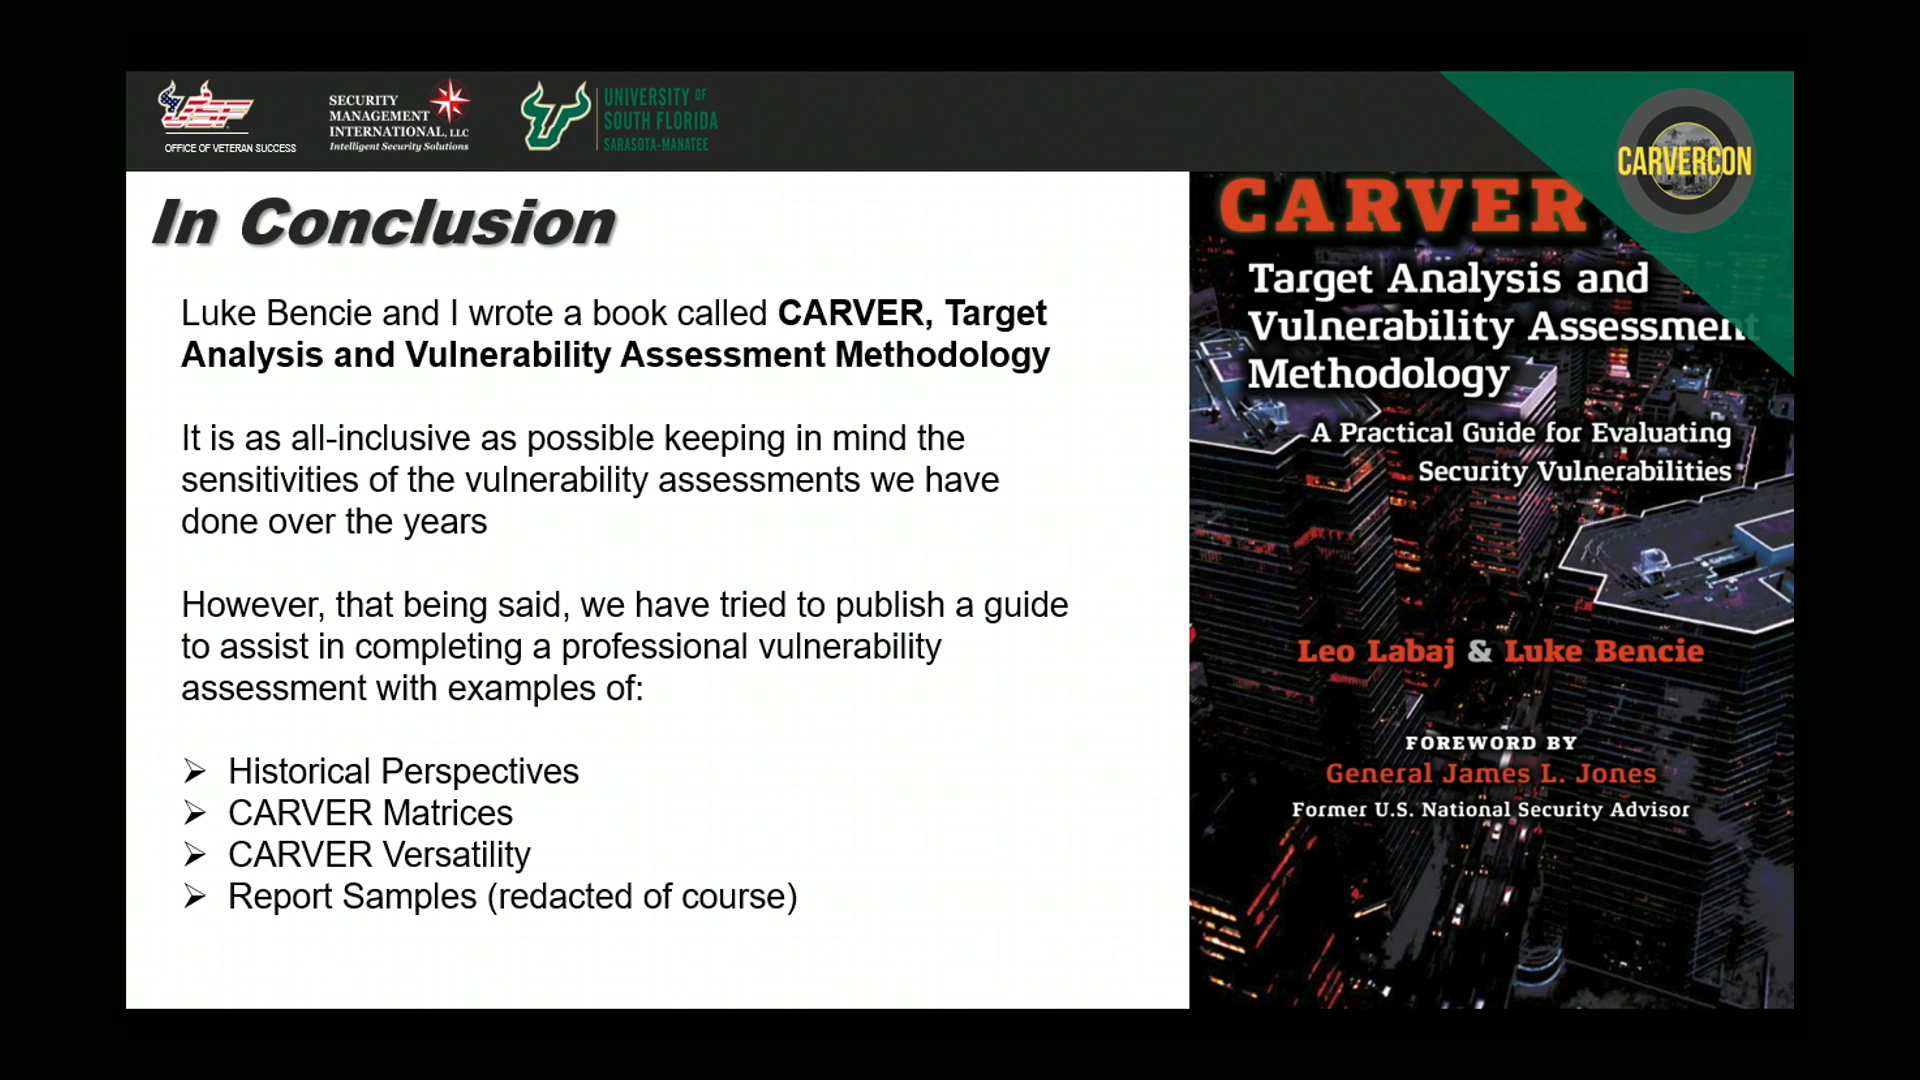 USF
OFFICE OF VETERAN SUCCESS
SECURITY
MANAGEMENT
INTERNATIONAL, LLC
Intelligent Security Solutions
UNIVERSITY OF
SOUTH FLORIDA
SARASOTA-MANATEE
CARVERCON
In Conclusion
Luke Bencie and I wrote a book called CARVER, Target
Analysis and Vulnerability Assessment Methodology
It is as all-inclusive as possible keeping in mind the
sensitivities of the vulnerability assessments we have
done over the years
However, that being said, we have tried to publish a guide
to assist in completing a professional vulnerability
assessment with examples of:
Historical Perspectives
CARVER Matrices
CARVER Versatility
Report Samples (redacted of course)
CARVER
Target Analysis and
Vulnerability Assessment
Methodology
A Practical Guide for Evaluating
Security Vulnerabilities
Leo Labaj & Luke Bencie
FOREWORD BY
General James L. Jones
Former U.S. National Security Advisor